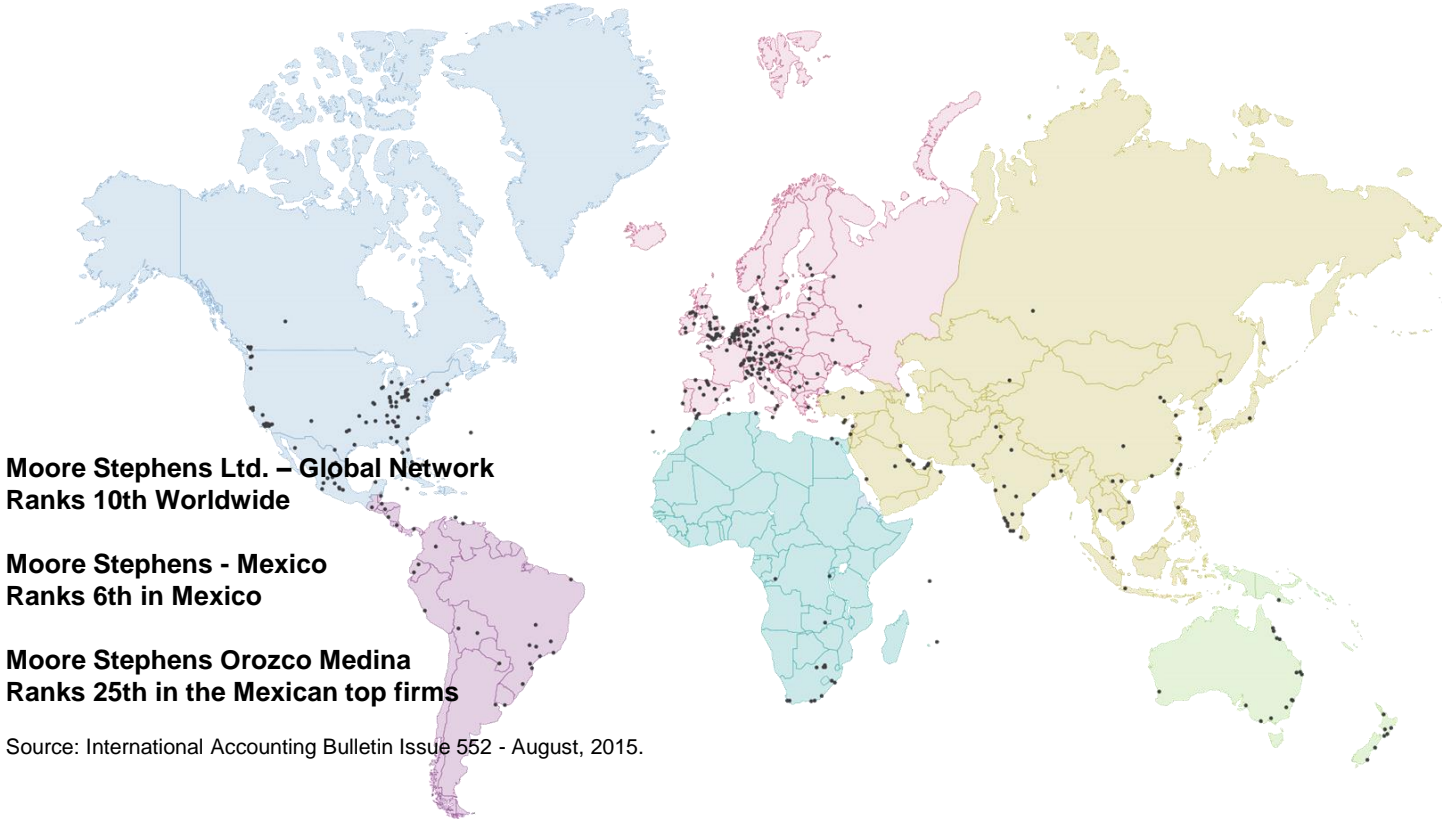 Moore Stephens Ltd. – Global Network
Ranks 10th Worldwide
Moore Stephens - Mexico
Ranks 6th in Mexico
Moore Stephens Orozco Medina
Ranks 25th in the Mexican top firms
Source: International Accounting Bulletin Issue 552 - August, 2015.